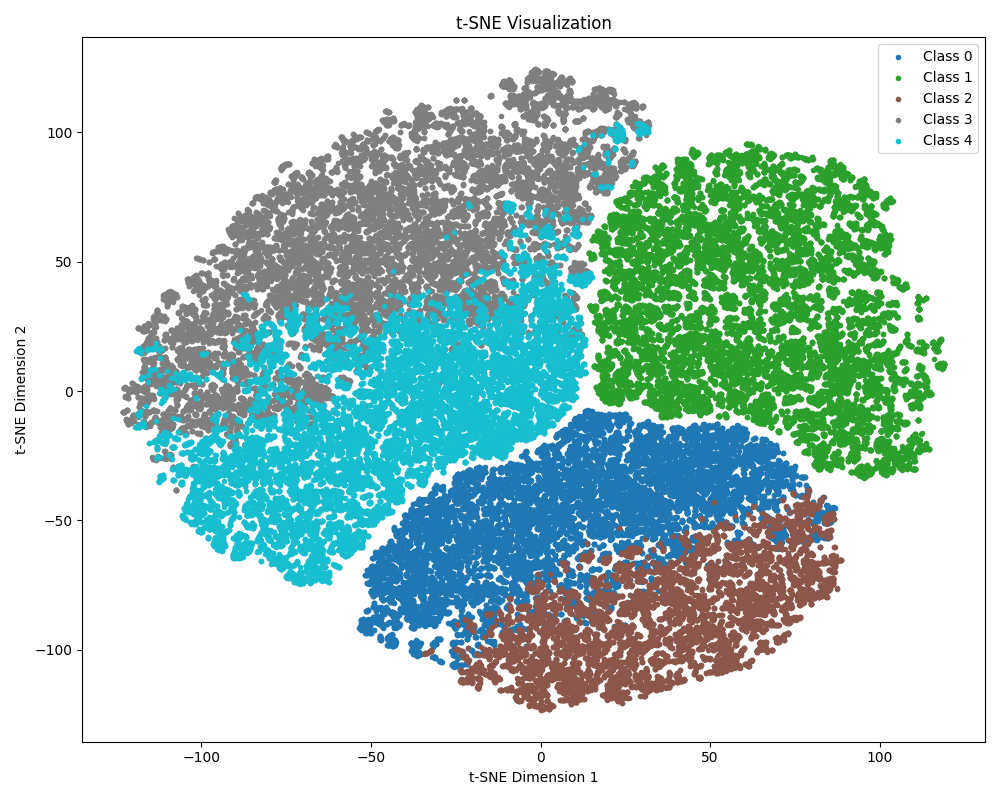 t-SNE Visualization
Class 0
Class 1
Class 2
Class 3
Class 4
100
50
0
−50
−100
t-SNE Dimension 2
−100
−50
0
50
100
t-SNE Dimension 1